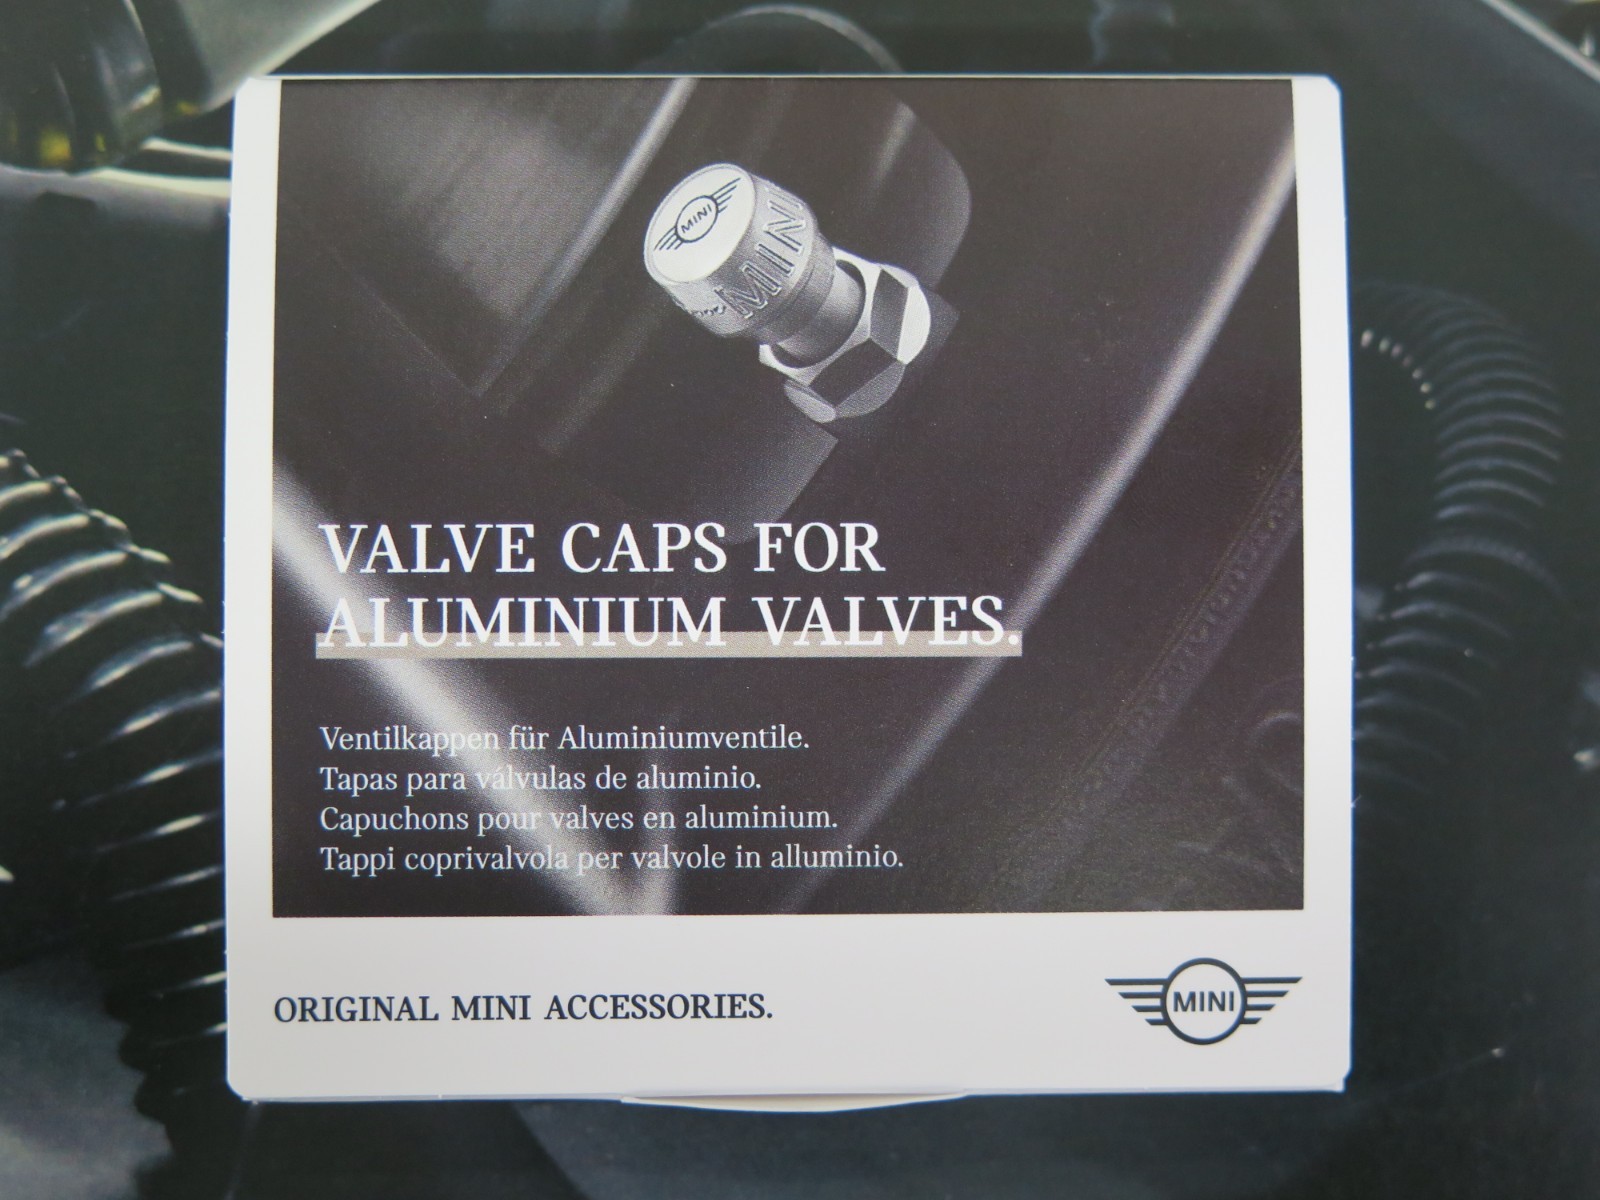 MINI
MINI
VALVE CAPS FOR
ALUMINIUM VALVES.
Ventilkappen für Aluminiumventile.
Tapas para válvulas de aluminio.
Capuchons pour valves en aluminium.
Tappi coprivalvola per valvole in alluminio.
ORIGINAL MINI ACCESSORIES.
MINI